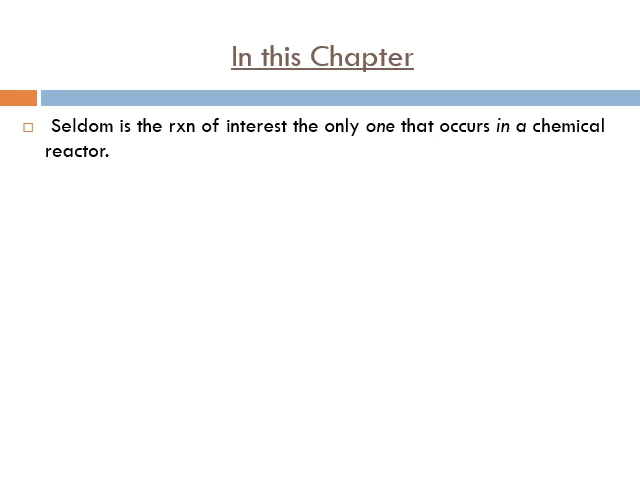 In this Chapter
Seldom is the rxn of interest the only one that occurs in a chemical
reactor.